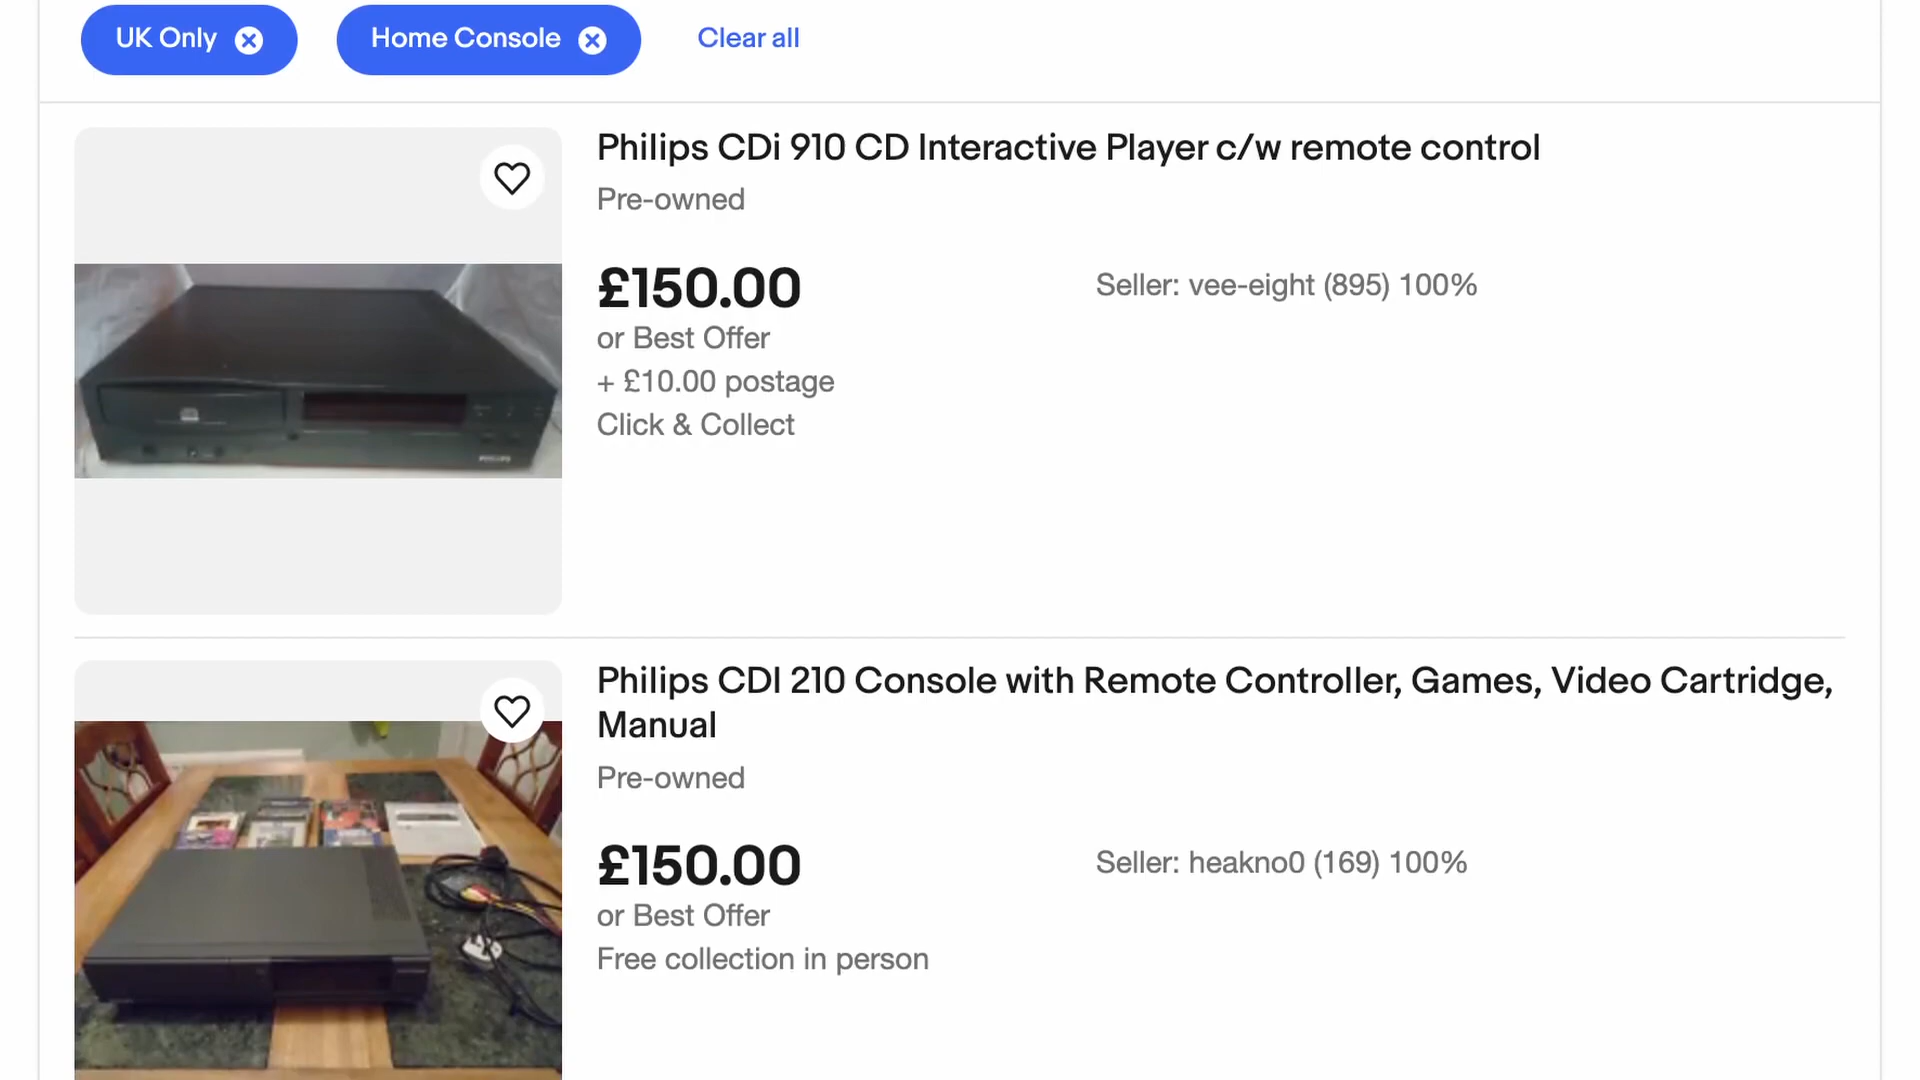 UK Only
Home Console
Clear all
Philips CDi 910 CD Interactive Player c/w remote control
Pre-owned
£150.00
Seller: vee-eight (895) 100%
or Best Offer
+ £10.00 postage
Click & Collect
PHILIPS
Philips CDI 210 Console with Remote Controller, Games, Video Cartridge,
Manual
Pre-owned
£150.00
Seller: heakno0 (169) 100%
or Best Offer
Free collection in person